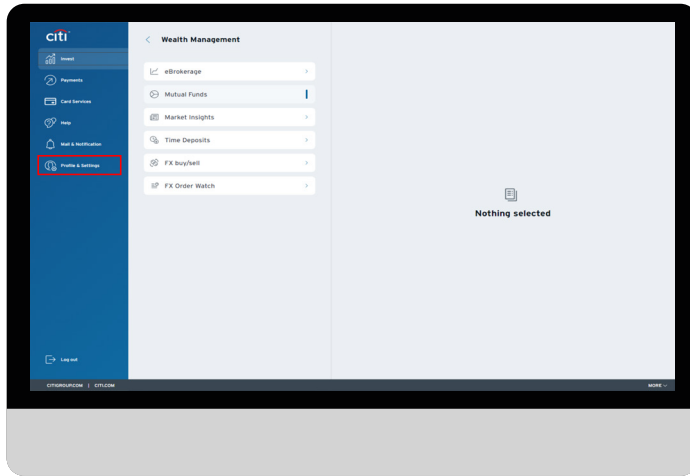 citi
Invest
Payments
Card Services
Help
Mail & Notification
Profile & Settings
Log out
Wealth Management
eBrokerage
Mutual Funds
Market Insights
Time Deposits
FX buy/sell
FX Order Watch
Nothing selected
CITIGROUP.COM | CITI.COM
MORE